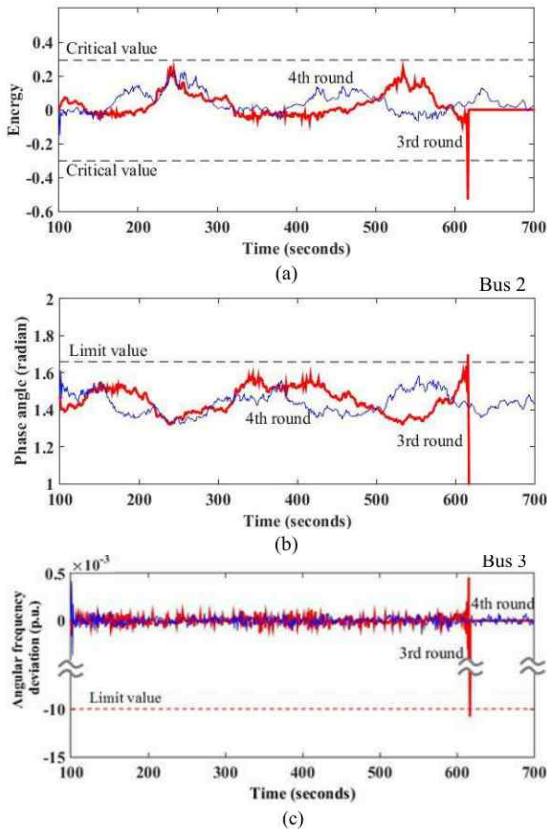 0.4
Critical value
0.2
4th round
0
Energy
3rd round
-0.2
Critical value
-0.4
-0.6
100 200 300 400 500 600 700
Time (seconds)
(a)
Bus 2
2
1.8
Limit value
1.6
1.4
4th round
3rd round
1.2
1
Phase angle (radian)
100 200 300 400 500 600 700
Time (seconds)
(b)
Bus 3
×10⁻³
0.5
4th round
0
3rd round
Angular frequency
deviation (p.u.)
Limit value
-10
-15
100 200 300 400 500 600 700
Time (seconds)
(c)